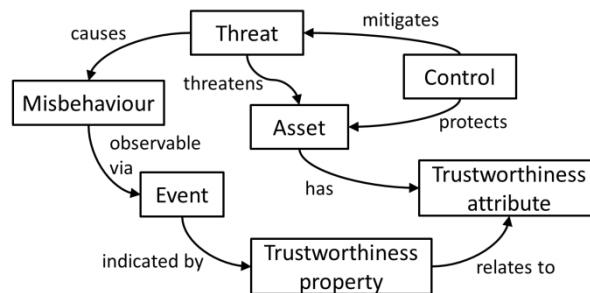 causes
Threat
mitigates
Control
threatens
Misbehaviour
Asset
protects
observable
via
has
Trustworthiness
attribute
Event
indicated by
Trustworthiness
property
relates to